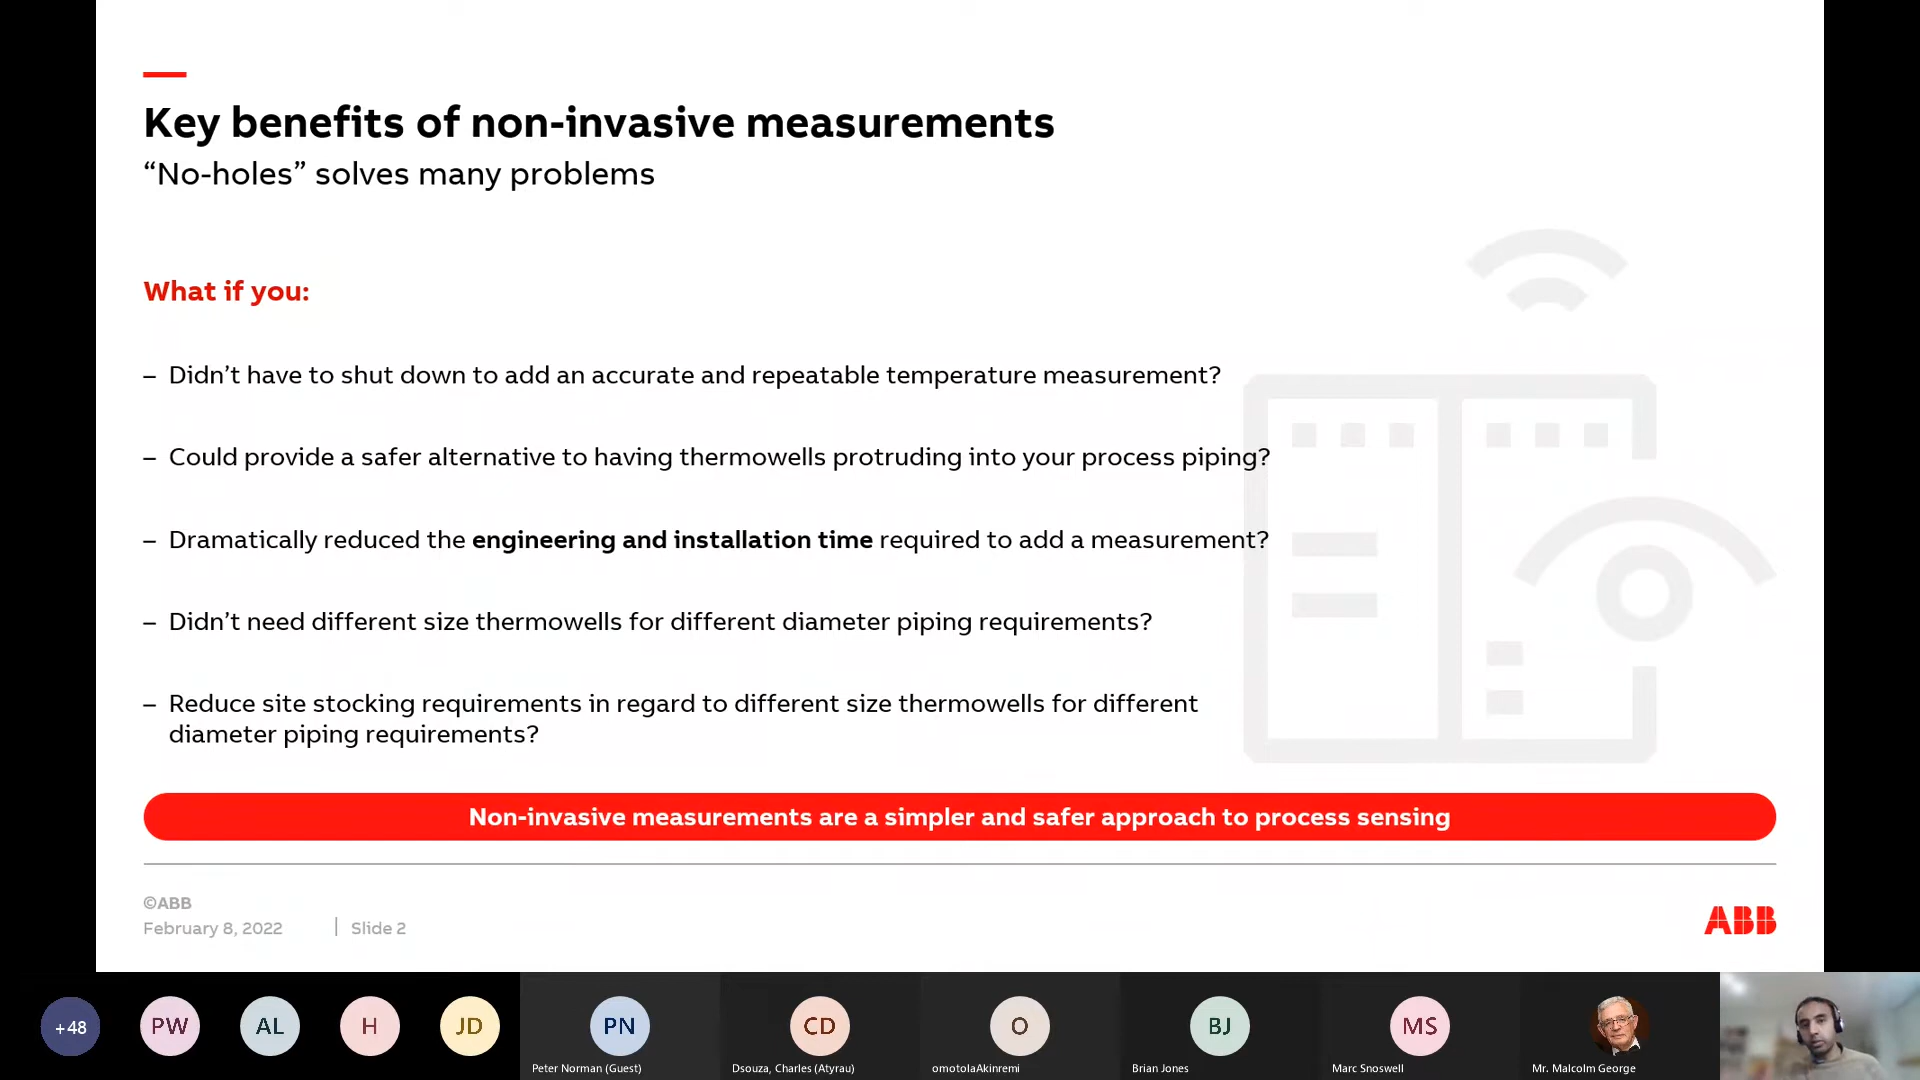 Key benefits of non-invasive measurements
“No-holes” solves many problems
What if you:
– Didn’t have to shut down to add an accurate and repeatable temperature measurement?
– Could provide a safer alternative to having thermowells protruding into your process piping?
– Dramatically reduced the engineering and installation time required to add a measurement?
– Didn’t need different size thermowells for different diameter piping requirements?
– Reduce site stocking requirements in regard to different size thermowells for different
diameter piping requirements?
Non-invasive measurements are a simpler and safer approach to process sensing
©ABB
February 8, 2022 | Slide 2
ABB
+48 PW AL H JD PN CD O BJ MS
Peter Norman (Guest) Dsouza, Charles (Atyrau) omotolaAkinremi Brian Jones Marc Snoswell Mr. Malcolm George